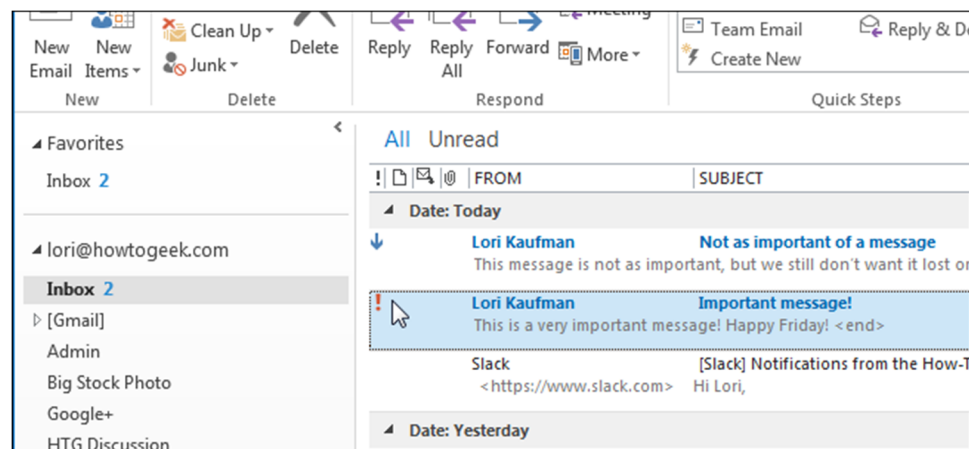 Meeting
Clean Up
Team Email
Reply &
New New Delete Reply Reply Forward More
Email Items Junk All Create New
New Delete Respond Quick Steps
Favorites All Unread
Inbox 2 ! FROM SUBJECT
Date: Today
lori@howtogeek.com Lori Kaufman Not as important of a message
This message is not as important, but we still don't want it lost
Inbox 2 ! Lori Kaufman Important message!
[Gmail] This is a very important message! Happy Friday! <end>
Admin Slack [Slack] Notifications from the
Big Stock Photo <https://www.slack.com> Hi Lori,
Google+
HTG Discussion Date: Yesterday